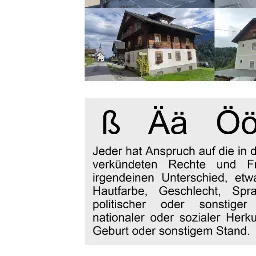 ß Ää Öö
Jeder hat Anspruch auf die in d
verkündeten Rechte und Fr
irgendeinen Unterschied, etwa
Hautfarbe, Geschlecht, Spra
politischer oder sonstiger
nationaler oder sozialer Herku
Geburt oder sonstigem Stand.